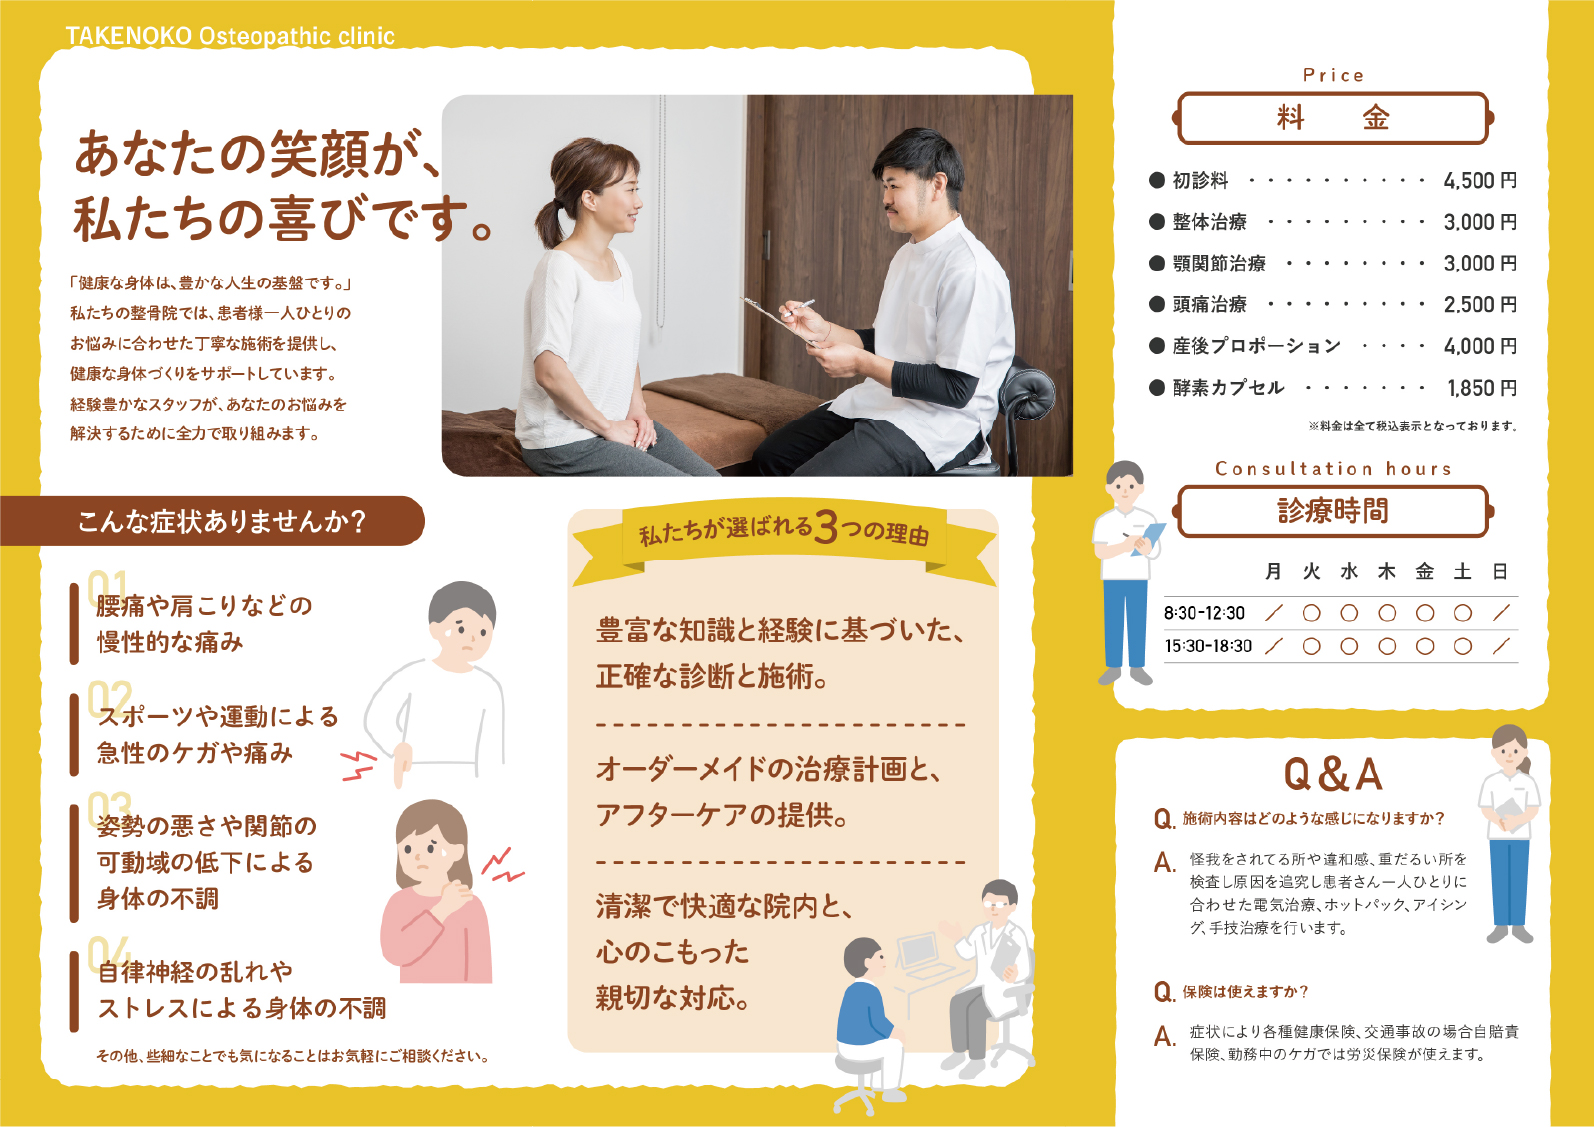 TAKENOKO Osteopathic clinic
あなたの笑顔が、
私たちの喜びです。
「健康な身体は、豊かな人生の基盤です。」
私たちの整骨院では、患者様一人ひとりの
お悩みに合わせた丁寧な施術を提供し、
健康な身体づくりをサポートしています。
経験豊かなスタッフが、あなたのお悩みを
解決するために全力で取り組みます。
こんな症状ありませんか？
01
腰痛や肩こりなどの
慢性的な痛み
02
スポーツや運動による
急性のケガや痛み
03
姿勢の悪さや関節の
可動域の低下による
身体の不調
04
自律神経の乱れや
ストレスによる身体の不調
その他、些細なことでも気になることはお気軽にご相談ください。
私たちが選ばれる3つの理由
豊富な知識と経験に基づいた、
正確な診断と施術。
オーダーメイドの治療計画と、
アフターケアの提供。
清潔で快適な院内と、
心のこもった
親切な対応。
Price
料 金
● 初診料 ・・・・・・・・・・ 4,500 円
● 整体治療 ・・・・・・・・・ 3,000 円
● 顎関節治療 ・・・・・・・・ 3,000 円
● 頭痛治療 ・・・・・・・・・ 2,500 円
● 産後プロポーション ・・・・ 4,000 円
● 酵素カプセル ・・・・・・・ 1,850 円
※料金は全て税込表示となっております。
Consultation hours
診療時間
月 火 水 木 金 土 日
8:30-12:30 ／ ○ ○ ○ ○ ○ ／
15:30-18:30 ／ ○ ○ ○ ○ ○ ／
Q&A
Q. 施術内容はどのような感じになりますか？
A. 怪我をされてる所や違和感、重だるい所を
検査し原因を追究し患者さん一人ひとりに
合わせた電気治療、ホットパック、アイシン
グ、手技治療を行います。
Q. 保険は使えますか？
A. 症状により各種健康保険、交通事故の場合自賠責
保険、勤務中のケガでは労災保険が使えます。